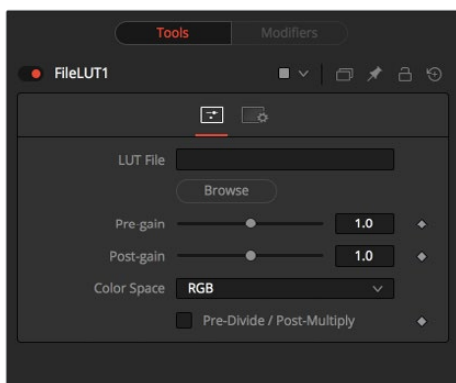 Tools Modifiers
FileLUT1
LUT File
Browse
Pre-gain 1.0
Post-gain 1.0
Color Space RGB
Pre-Divide / Post-Multiply